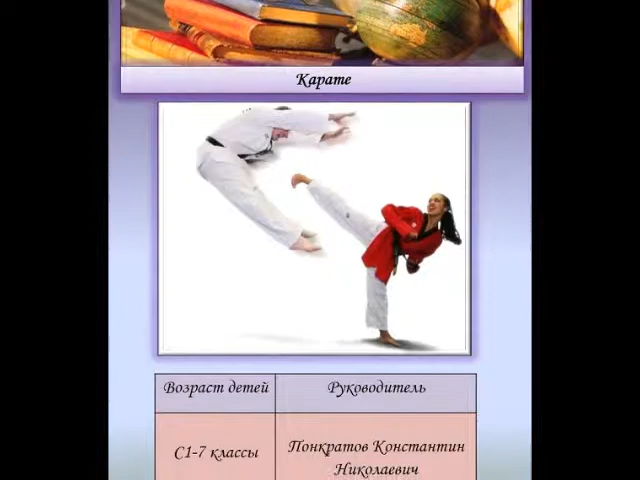 Карате
Возраст детей
Руководитель
С1-7 классы
Понкратов Константин
Николаевич